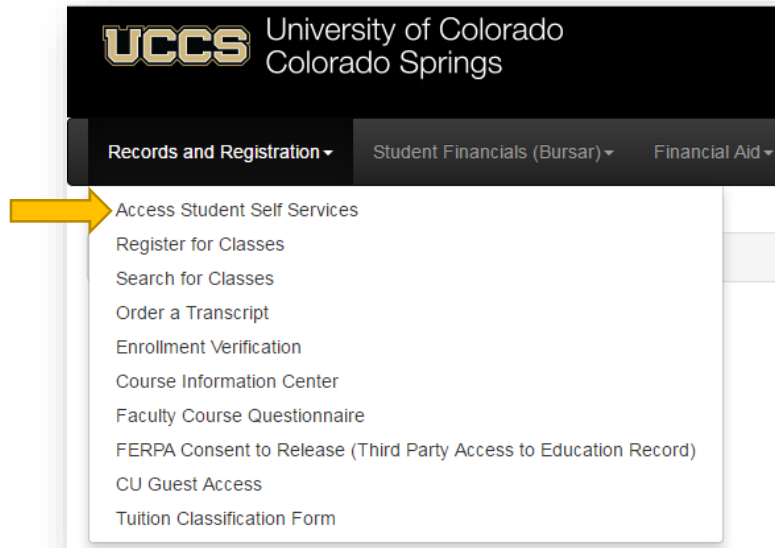 UCCS University of Colorado
Colorado Springs
Records and Registration Student Financials (Bursar) Financial Aid
Access Student Self Services
Register for Classes
Search for Classes
Order a Transcript
Enrollment Verification
Course Information Center
Faculty Course Questionnaire
FERPA Consent to Release (Third Party Access to Education Record)
CU Guest Access
Tuition Classification Form